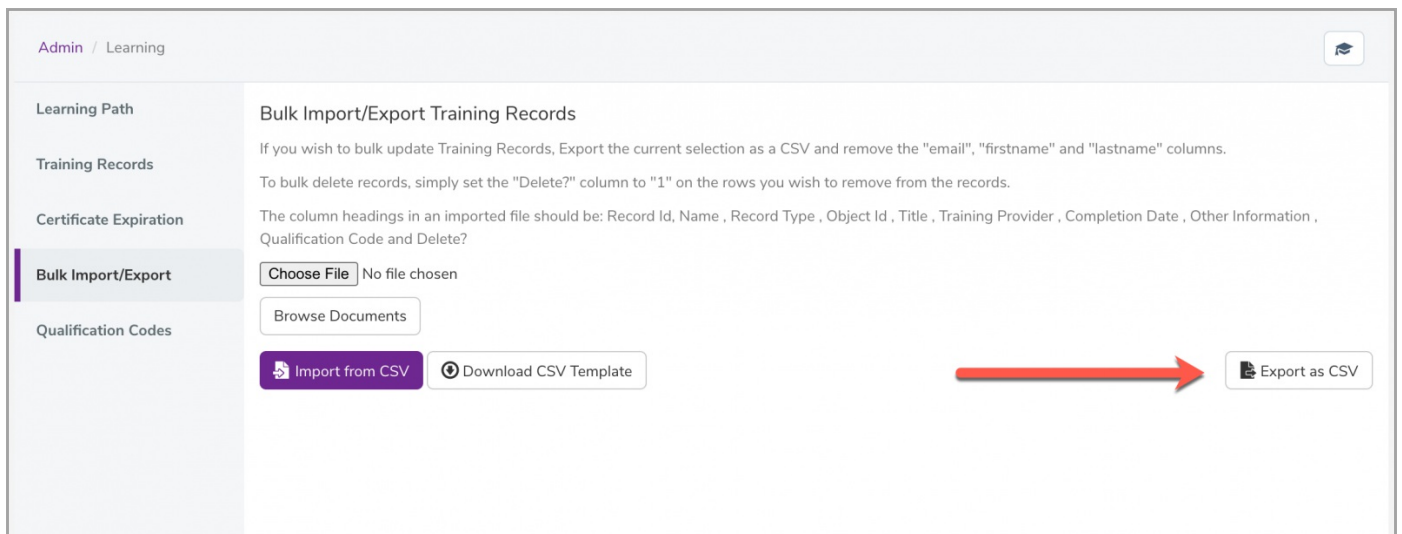 Admin / Learning
Learning Path
Training Records
Certificate Expiration
Bulk Import/Export
Qualification Codes
Bulk Import/Export Training Records
If you wish to bulk update Training Records, Export the current selection as a CSV and remove the "email", "firstname" and "lastname" columns.
To bulk delete records, simply set the "Delete?" column to "1" on the rows you wish to remove from the records.
The column headings in an imported file should be: Record Id, Name , Record Type , Object Id , Title , Training Provider , Completion Date , Other Information ,
Qualification Code and Delete?
Choose File No file chosen
Browse Documents
Import from CSV Download CSV Template Export as CSV